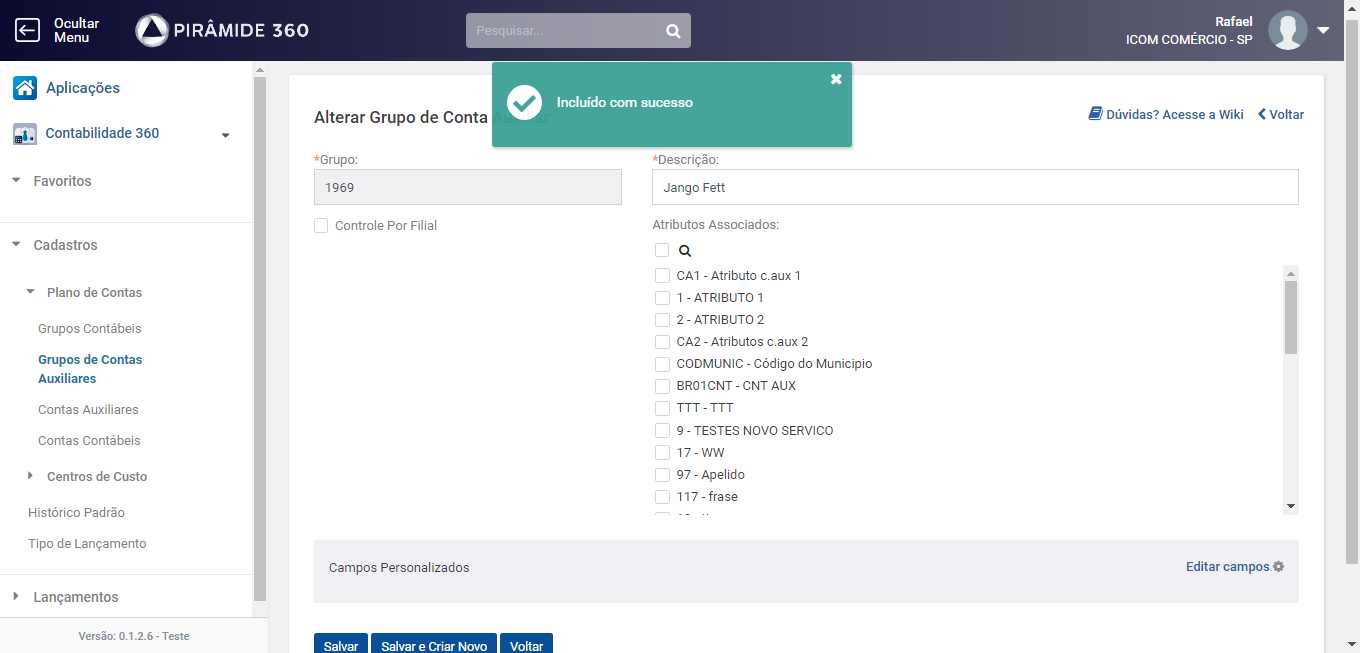 Ocultar
Menu
PIRÂMIDE 360
Pesquisar...
Rafael
ICOM COMÉRCIO - SP
Aplicações
Contabilidade 360
Favoritos
Cadastros
Plano de Contas
Grupos Contábeis
Grupos de Contas
Auxiliares
Contas Auxiliares
Contas Contábeis
Centros de Custo
Histórico Padrão
Tipo de Lançamento
Lançamentos
Versão: 0.1.2.6 - Teste
Incluído com sucesso
Alterar Grupo de Conta Auxiliar
Dúvidas? Acesse a Wiki
Voltar
*Grupo:
1969
*Descrição:
Jango Fett
Controle Por Filial
Atributos Associados:
CA1 - Atributo c.aux 1
1 - ATRIBUTO 1
2 - ATRIBUTO 2
CA2 - Atributos c.aux 2
CODMUNIC - Código do Municipio
BR01CNT - CNT AUX
TTT - TTT
9 - TESTES NOVO SERVICO
17 - WW
97 - Apelido
117 - frase
Campos Personalizados
Editar campos
Salvar
Salvar e Criar Novo
Voltar